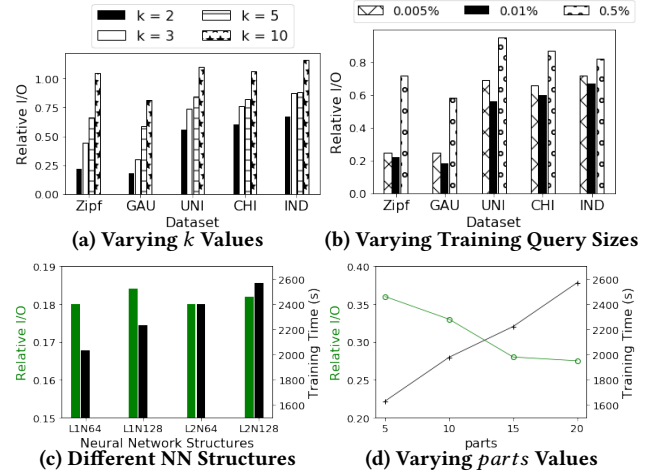 k = 2
k = 5
k = 3
k = 10
Relative I/O
1.00
0.75
0.50
0.25
0.00
Zipf GAU UNI CHI IND
Dataset
(a) Varying k Values
0.005% 0.01% 0.5%
Relative I/O
0.8
0.6
0.4
0.2
0.0
Zipf GAU UNI CHI IND
Dataset
(b) Varying Training Query Sizes
Relative I/O
0.19
0.18
0.17
0.16
0.15
2600
2400
2200
2000
1800
1600
Training Time (s)
L1N64 L1N128 L2N64 L2N128
Neural Network Structures
(c) Different NN Structures
Relative I/O
0.40
0.35
0.30
0.25
0.20
2600
2400
2200
2000
1800
1600
Training Time (s)
5 10 15 20
parts
(d) Varying parts Values